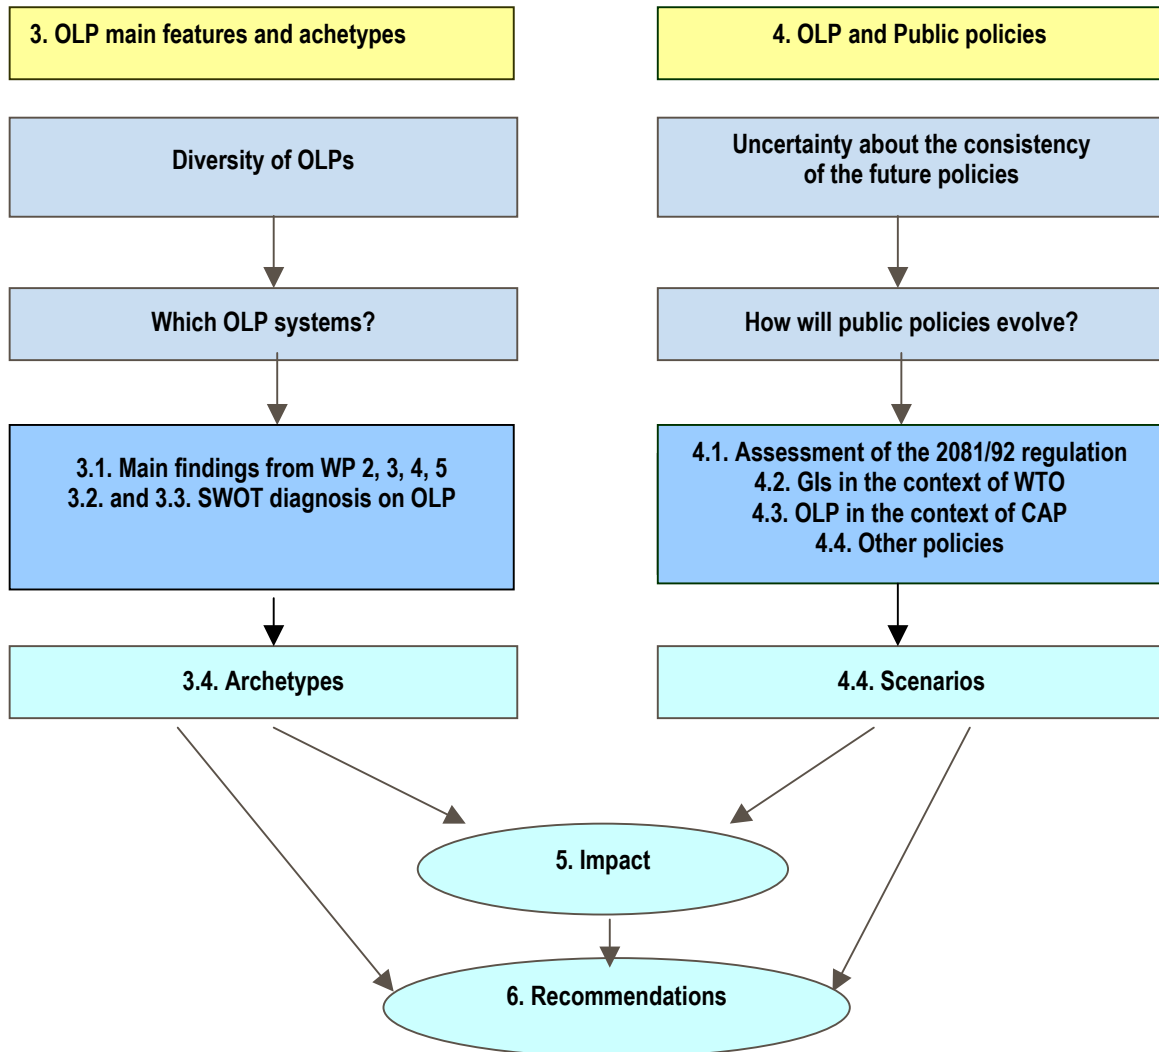 3. OLP main features and achetypes
4. OLP and Public policies
Diversity of OLPs
Uncertainty about the consistency
of the future policies
Which OLP systems?
How will public policies evolve?
3.1. Main findings from WP 2, 3, 4, 5
3.2. and 3.3. SWOT diagnosis on OLP
4.1. Assessment of the 2081/92 regulation
4.2. GIs in the context of WTO
4.3. OLP in the context of CAP
4.4. Other policies
3.4. Archetypes
4.4. Scenarios
5. Impact
6. Recommendations